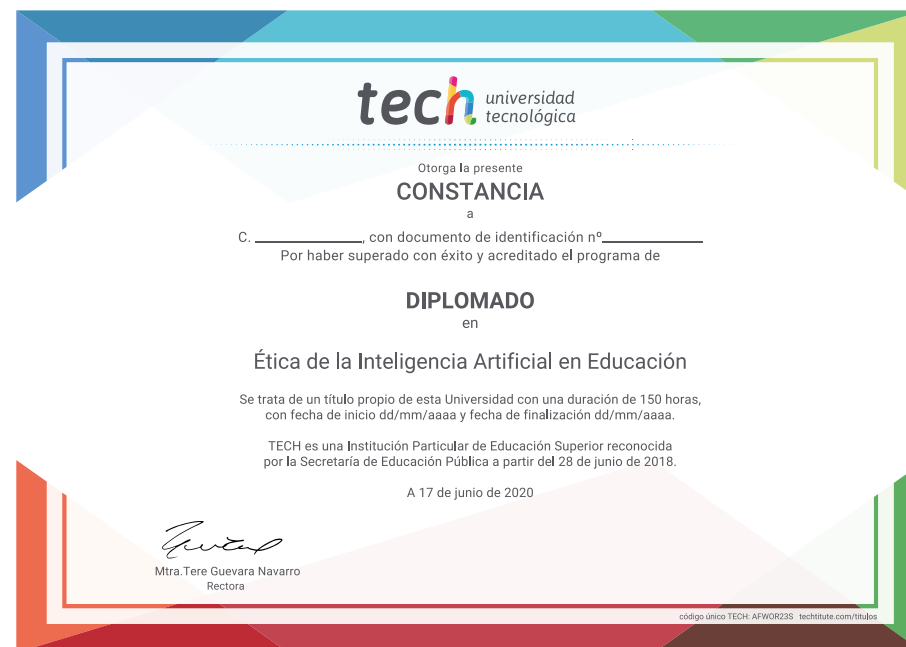 tech universidad
tecnológica
Otorga la presente
CONSTANCIA
a
C. ____________, con documento de identificación nº____________
Por haber superado con éxito y acreditado el programa de
DIPLOMADO
en
Ética de la Inteligencia Artificial en Educación
Se trata de un título propio de esta Universidad con una duración de 150 horas,
con fecha de inicio dd/mm/aaaa y fecha de finalización dd/mm/aaaa.
TECH es una Institución Particular de Educación Superior reconocida
por la Secretaría de Educación Pública a partir del 28 de junio de 2018.
A 17 de junio de 2020
Mtra.Tere Guevara Navarro
Rectora
código único TECH: AFWOR23S techtitute.com/titulos